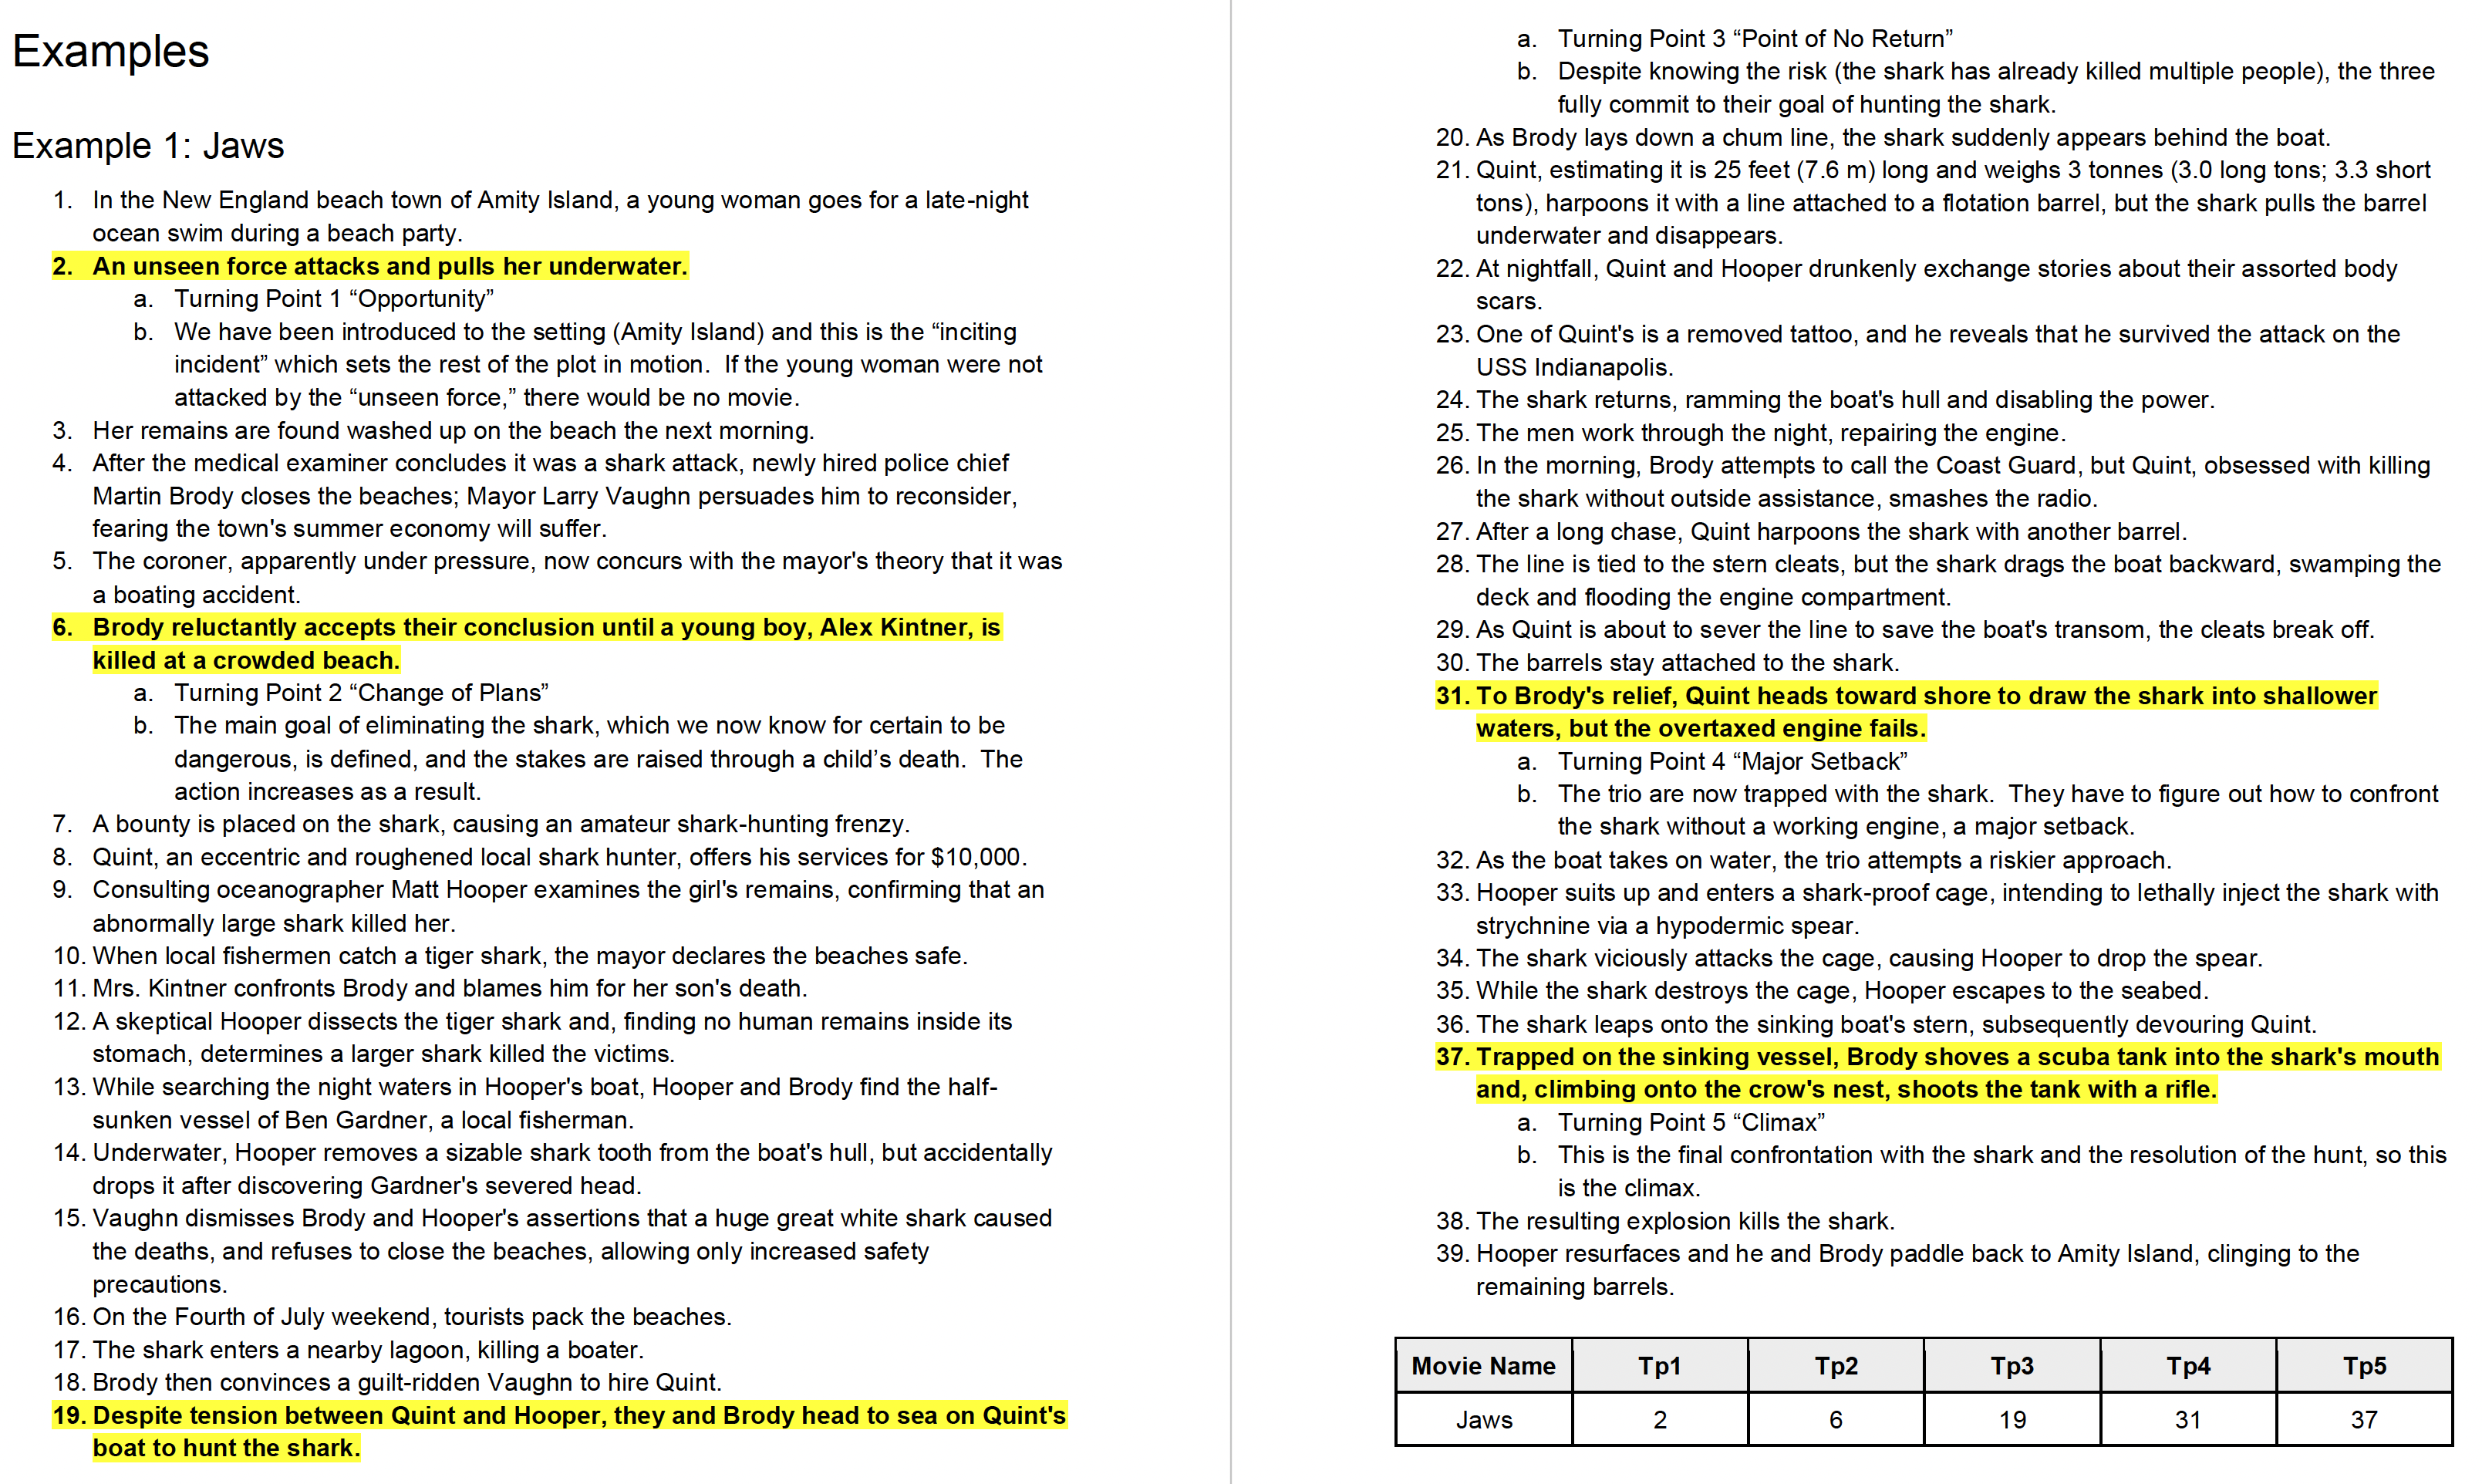 Examples
Example 1: Jaws
1. In the New England beach town of Amity Island, a young woman goes for a late-night
ocean swim during a beach party.
2. An unseen force attacks and pulls her underwater.
a. Turning Point 1 “Opportunity”
b. We have been introduced to the setting (Amity Island) and this is the “inciting
incident” which sets the rest of the plot in motion.  If the young woman were not
attacked by the “unseen force,” there would be no movie.
3. Her remains are found washed up on the beach the next morning.
4. After the medical examiner concludes it was a shark attack, newly hired police chief
Martin Brody closes the beaches; Mayor Larry Vaughn persuades him to reconsider,
fearing the town's summer economy will suffer.
5. The coroner, apparently under pressure, now concurs with the mayor's theory that it was
a boating accident.
6. Brody reluctantly accepts their conclusion until a young boy, Alex Kintner, is
killed at a crowded beach.
a. Turning Point 2 “Change of Plans”
b. The main goal of eliminating the shark, which we now know for certain to be
dangerous, is defined, and the stakes are raised through a child’s death.  The
action increases as a result.
7. A bounty is placed on the shark, causing an amateur shark-hunting frenzy.
8. Quint, an eccentric and roughened local shark hunter, offers his services for $10,000.
9. Consulting oceanographer Matt Hooper examines the girl's remains, confirming that an
abnormally large shark killed her.
10. When local fishermen catch a tiger shark, the mayor declares the beaches safe.
11. Mrs. Kintner confronts Brody and blames him for her son's death.
12. A skeptical Hooper dissects the tiger shark and, finding no human remains inside its
stomach, determines a larger shark killed the victims.
13. While searching the night waters in Hooper's boat, Hooper and Brody find the half-
sunken vessel of Ben Gardner, a local fisherman.
14. Underwater, Hooper removes a sizable shark tooth from the boat's hull, but accidentally
drops it after discovering Gardner's severed head.
15. Vaughn dismisses Brody and Hooper's assertions that a huge great white shark caused
the deaths, and refuses to close the beaches, allowing only increased safety
precautions.
16. On the Fourth of July weekend, tourists pack the beaches.
17. The shark enters a nearby lagoon, killing a boater.
18. Brody then convinces a guilt-ridden Vaughn to hire Quint.
19. Despite tension between Quint and Hooper, they and Brody head to sea on Quint's
boat to hunt the shark.
a. Turning Point 3 “Point of No Return”
b. Despite knowing the risk (the shark has already killed multiple people), the three
fully commit to their goal of hunting the shark.
20. As Brody lays down a chum line, the shark suddenly appears behind the boat.
21. Quint, estimating it is 25 feet (7.6 m) long and weighs 3 tonnes (3.0 long tons; 3.3 short
tons), harpoons it with a line attached to a flotation barrel, but the shark pulls the barrel
underwater and disappears.
22. At nightfall, Quint and Hooper drunkenly exchange stories about their assorted body
scars.
23. One of Quint's is a removed tattoo, and he reveals that he survived the attack on the
USS Indianapolis.
24. The shark returns, ramming the boat's hull and disabling the power.
25. The men work through the night, repairing the engine.
26. In the morning, Brody attempts to call the Coast Guard, but Quint, obsessed with killing
the shark without outside assistance, smashes the radio.
27. After a long chase, Quint harpoons the shark with another barrel.
28. The line is tied to the stern cleats, but the shark drags the boat backward, swamping the
deck and flooding the engine compartment.
29. As Quint is about to sever the line to save the boat's transom, the cleats break off.
30. The barrels stay attached to the shark.
31. To Brody's relief, Quint heads toward shore to draw the shark into shallower
waters, but the overtaxed engine fails.
a. Turning Point 4 “Major Setback”
b. The trio are now trapped with the shark.  They have to figure out how to confront
the shark without a working engine, a major setback.
32. As the boat takes on water, the trio attempts a riskier approach.
33. Hooper suits up and enters a shark-proof cage, intending to lethally inject the shark with
strychnine via a hypodermic spear.
34. The shark viciously attacks the cage, causing Hooper to drop the spear.
35. While the shark destroys the cage, Hooper escapes to the seabed.
36. The shark leaps onto the sinking boat's stern, subsequently devouring Quint.
37. Trapped on the sinking vessel, Brody shoves a scuba tank into the shark's mouth
and, climbing onto the crow's nest, shoots the tank with a rifle.
a. Turning Point 5 “Climax”
b. This is the final confrontation with the shark and the resolution of the hunt, so this
is the climax.
38. The resulting explosion kills the shark.
39. Hooper resurfaces and he and Brody paddle back to Amity Island, clinging to the
remaining barrels.
Movie Name Tp1 Tp2 Tp3 Tp4 Tp5
Jaws 2 6 19 31 37